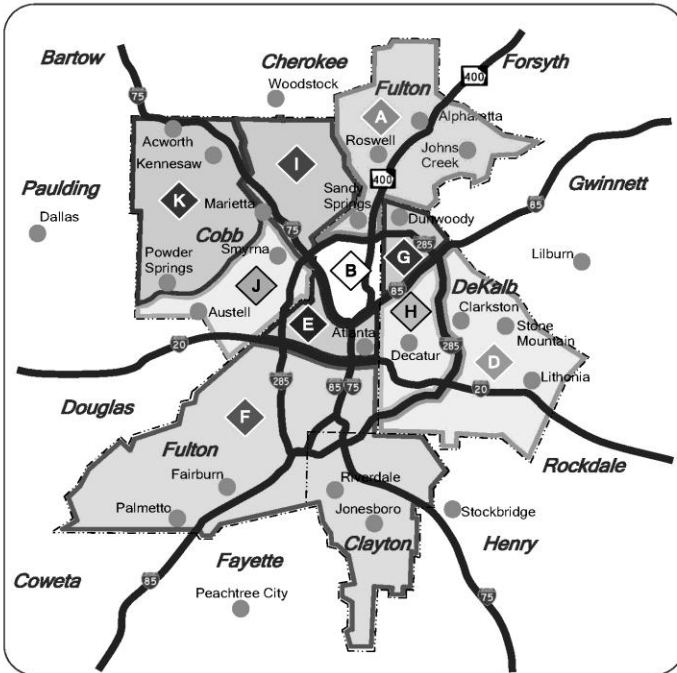 Bartow
Cherokee
Forsyth
Woodstock
400
Fulton
75
A
Alpharetta
Acworth
Roswell
Johns
Creek
Kennesaw
I
400
Gwinnett
Sandy
Springs
85
Paulding
K
Marietta
Dunwoody
75
Dallas
Cobb
285
Smyrna
Lilburn
Powder
Springs
B
G
DeKalb
J
85
Clarkston
Austell
E
H
Stone
Mountain
Atlanta
20
285
Decatur
D
285
85
75
20
Lithonia
Douglas
F
Fulton
Rockdale
Fairburn
Riverdale
Palmetto
Jonesboro
Stockbridge
Clayton
Henry
Fayette
Coweta
85
Peachtree City
75